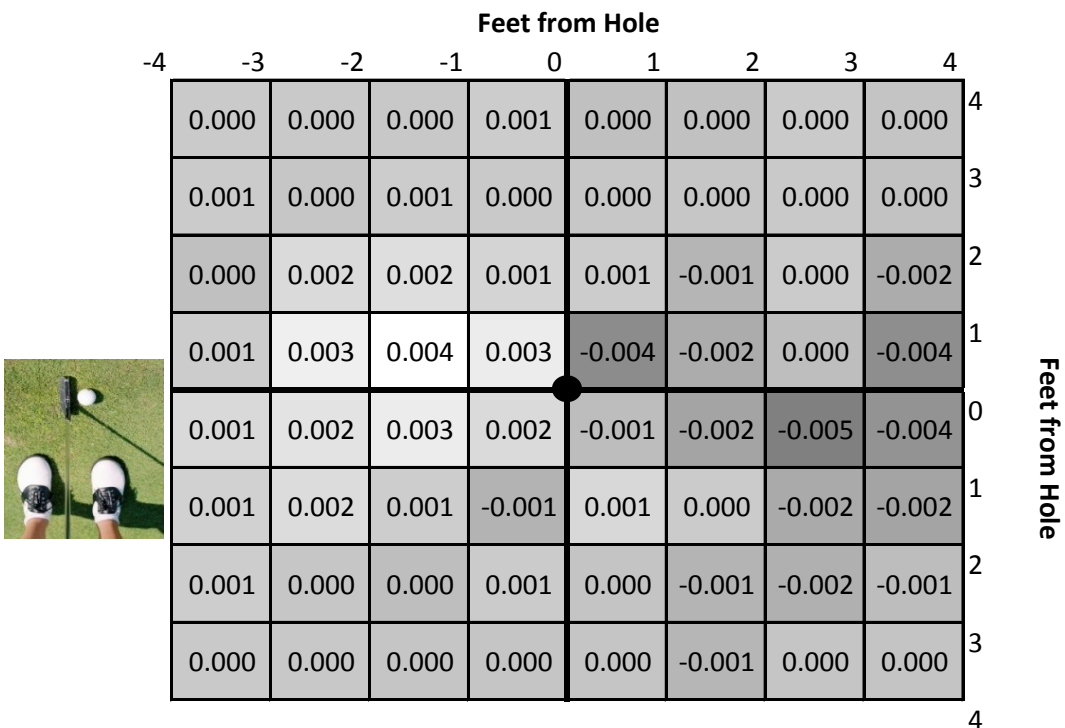 Feet from Hole
-4 -3 -2 -1 0 1 2 3 4
4
0.000 0.000 0.000 0.001 0.000 0.000 0.000 0.000
3
0.001 0.000 0.001 0.000 0.000 0.000 0.000 0.000
2
0.000 0.002 0.002 0.001 0.001 -0.001 0.000 -0.002
1
0.001 0.003 0.004 0.003 -0.004 -0.002 0.000 -0.004
0
0.001 0.002 0.003 0.002 -0.001 -0.002 -0.005 -0.004
1
0.001 0.002 0.001 -0.001 0.001 0.000 -0.002 -0.002
2
0.001 0.000 0.000 0.001 0.000 -0.001 -0.002 -0.001
3
0.000 0.000 0.000 0.000 0.000 -0.001 0.000 0.000
4
Feet from Hole